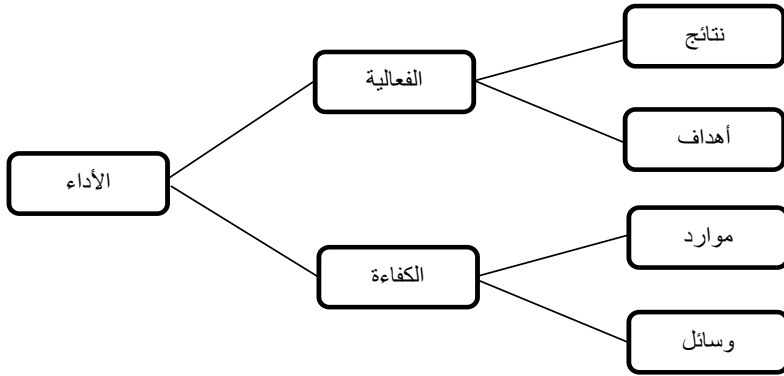 نتائج
الفعالية
أهداف
الأداء
موارد
الكفاءة
وسائل